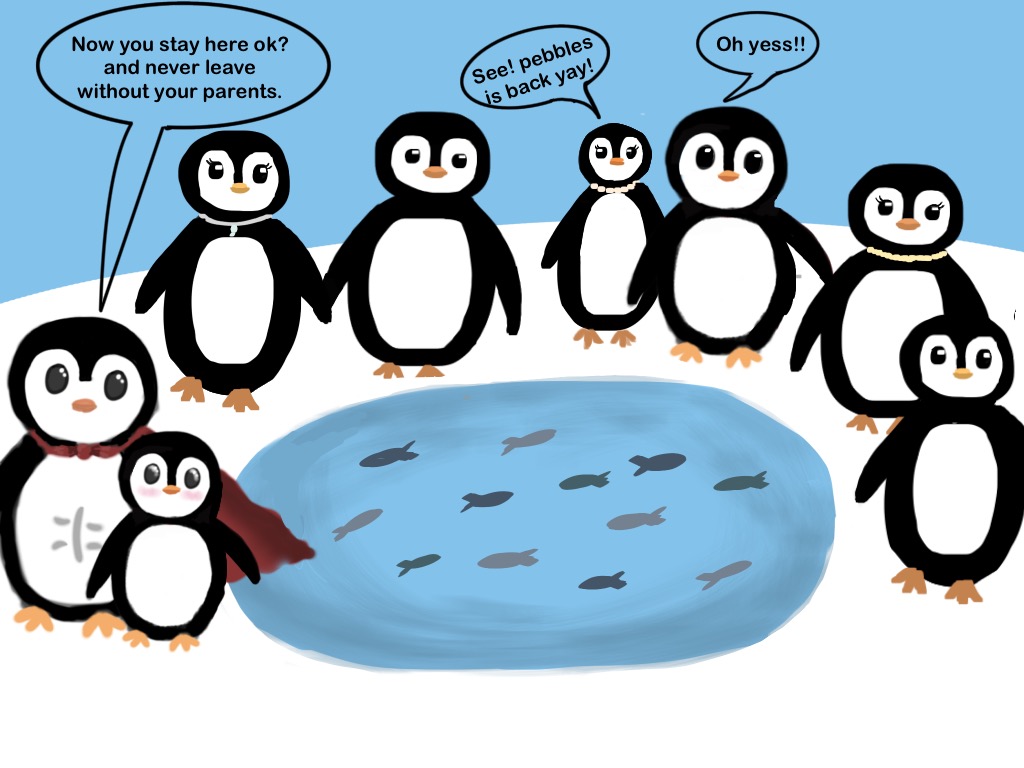 Now you stay here ok?
and never leave
without your parents.
See! pebbles
is back yay!
Oh yess!!